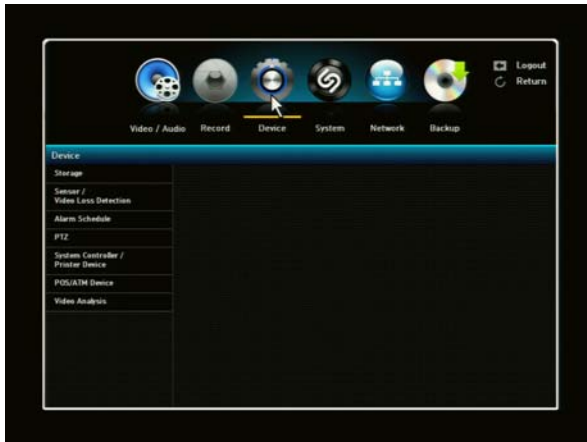 Logout
Return
Video / Audio
Record
Device
System
Network
Backup
Device
Storage
Sensor /
Video Loss Detection
Alarm Schedule
PTZ
System Controller /
Printer Device
POS/ATM Device
Video Analysis